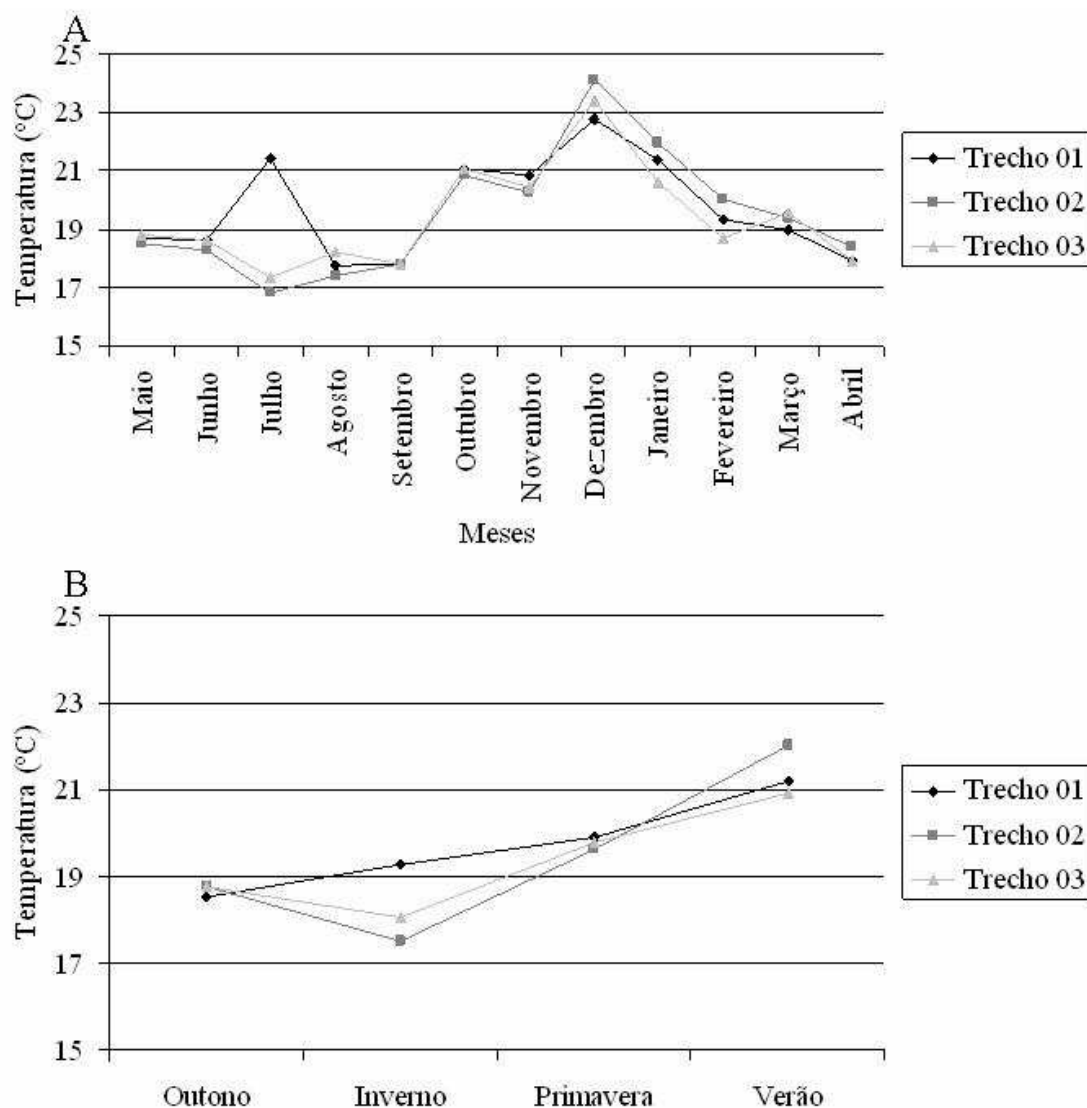 A
25
23
21
19
17
15
Temperatura (°C)
Maio
Junho
Julho
Agosto
Setembro
Outubro
Novembro
Dezembro
Janeiro
Fevereiro
Março
Abril
Meses
Trecho 01
Trecho 02
Trecho 03
B
25
23
21
19
17
15
Temperatura (°C)
Outono
Inverno
Primavera
Verão
Trecho 01
Trecho 02
Trecho 03